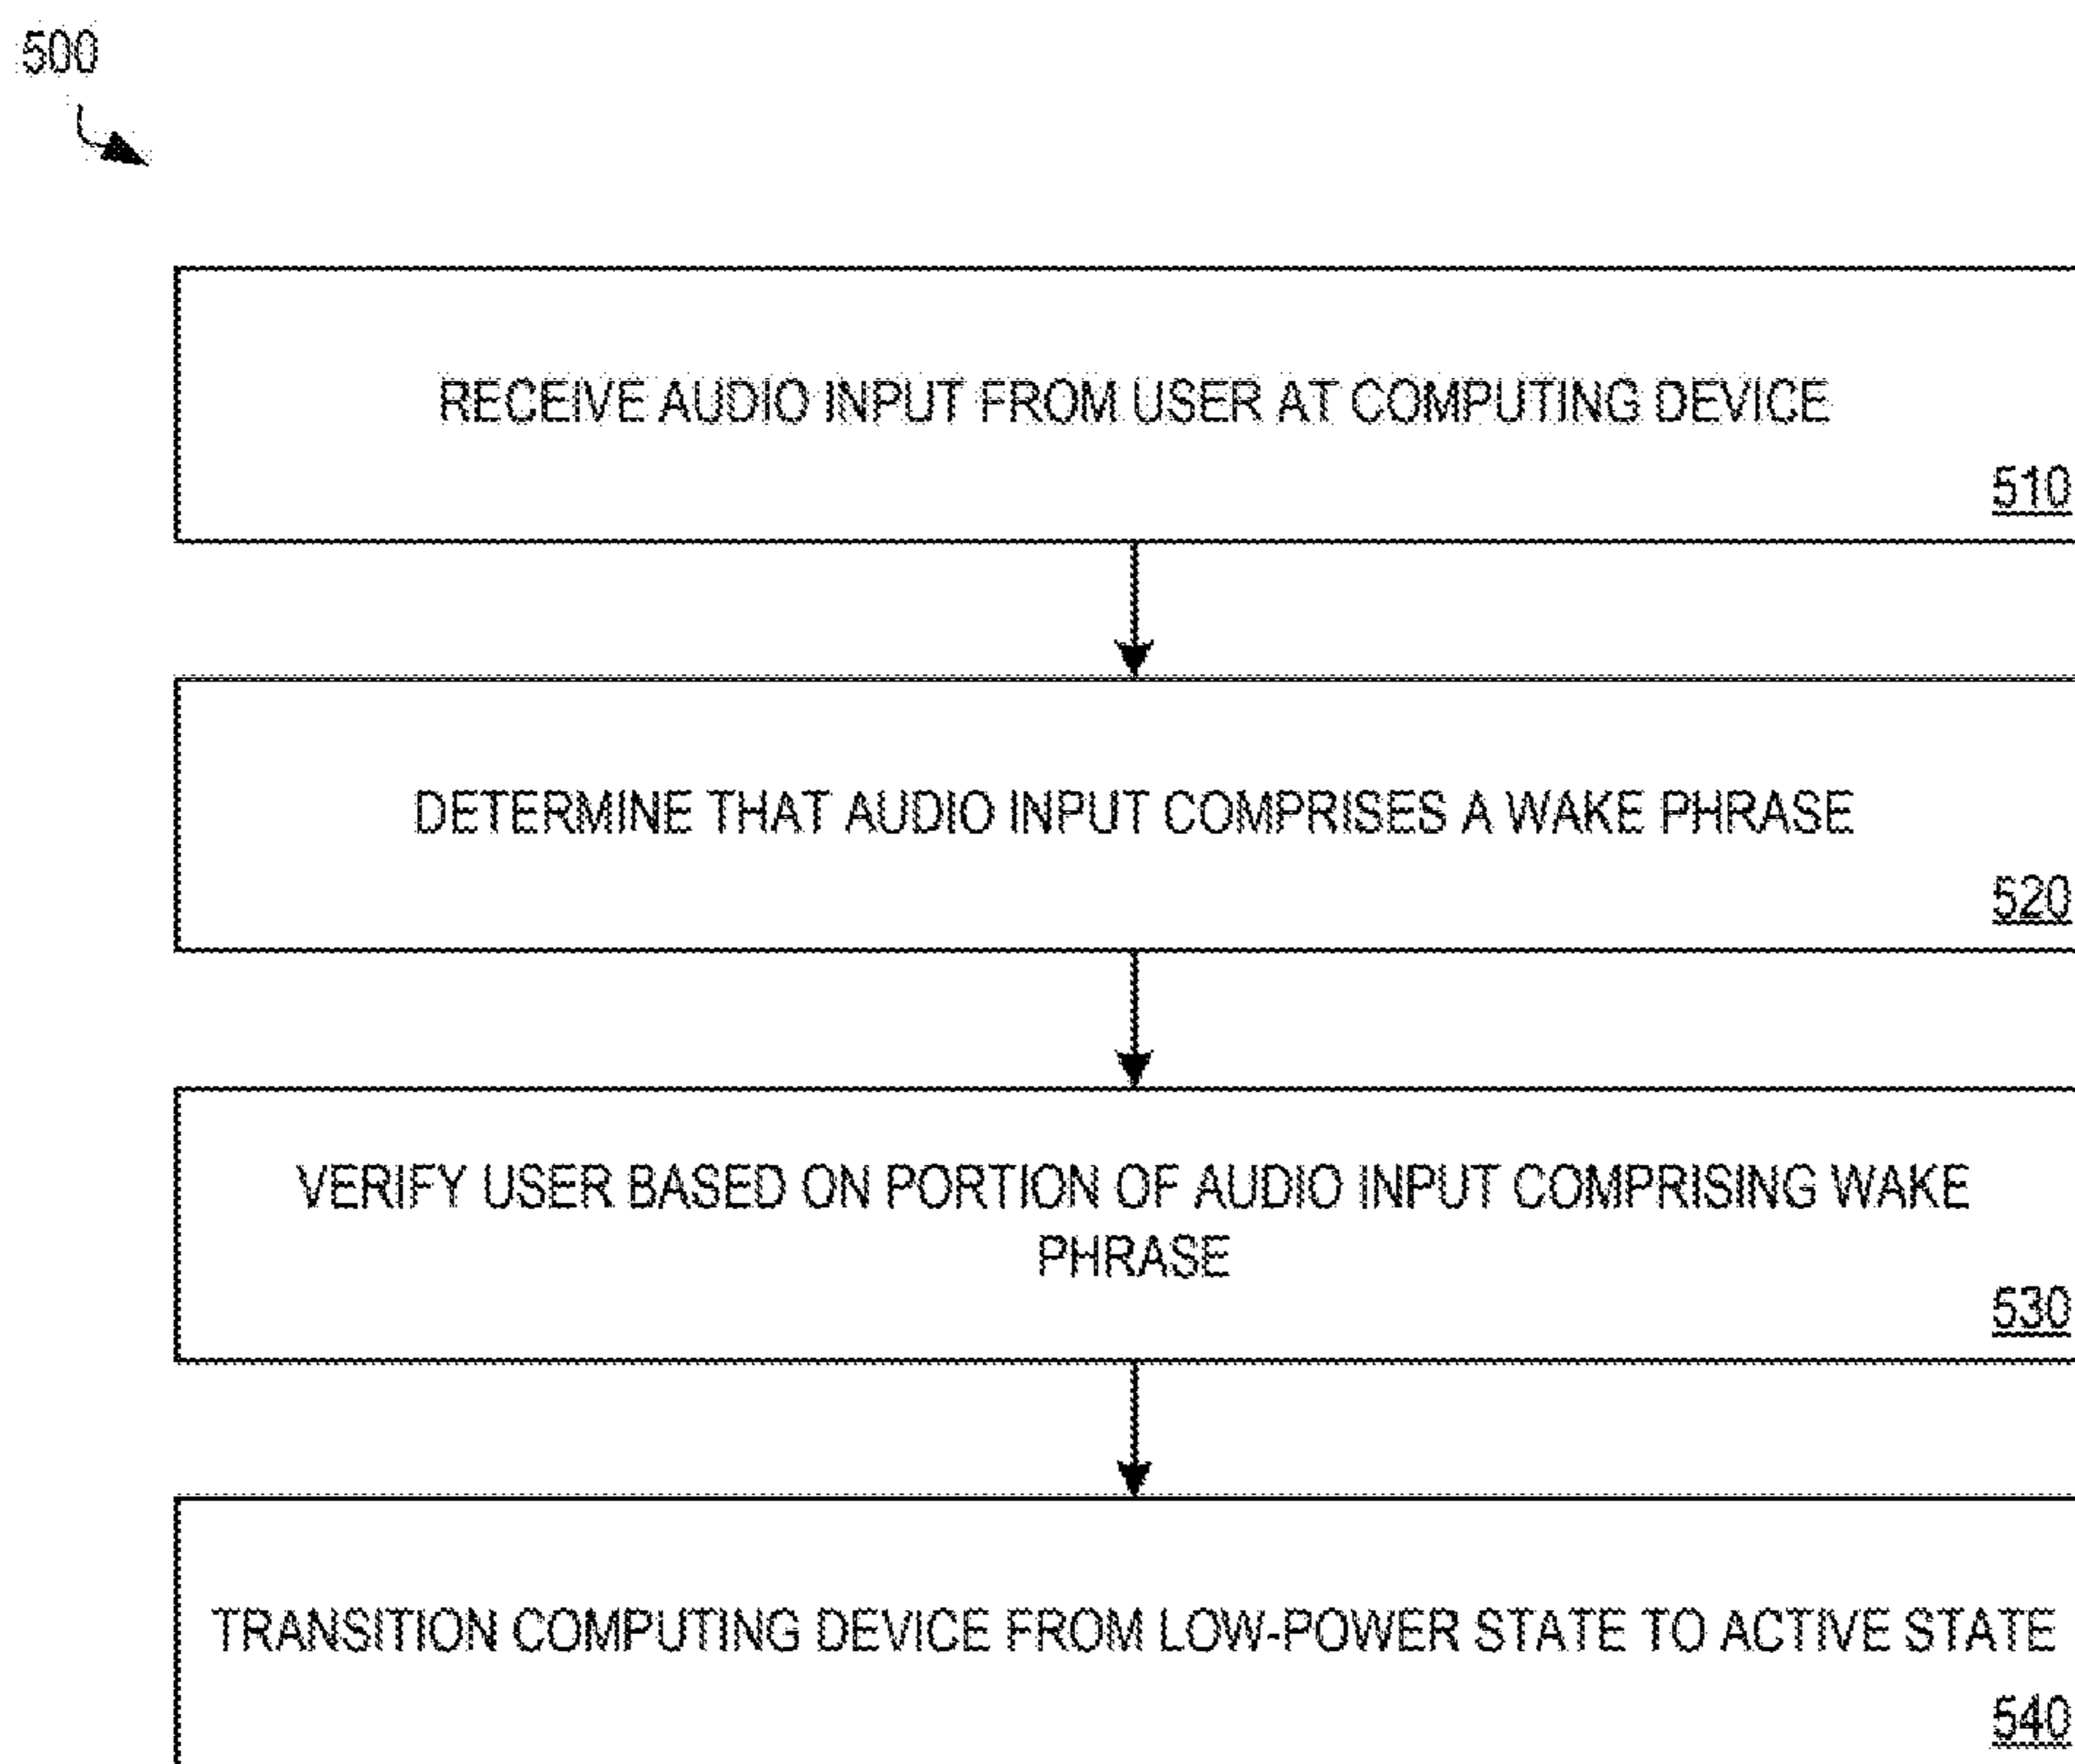 500
RECEIVE AUDIO INPUT FROM USER AT COMPUTING DEVICE
510
DETERMINE THAT AUDIO INPUT COMPRISES A WAKE PHRASE
520
VERIFY USER BASED ON PORTION OF AUDIO INPUT COMPRISING WAKE
PHRASE
530
TRANSITION COMPUTING DEVICE FROM LOW-POWER STATE TO ACTIVE STATE
540